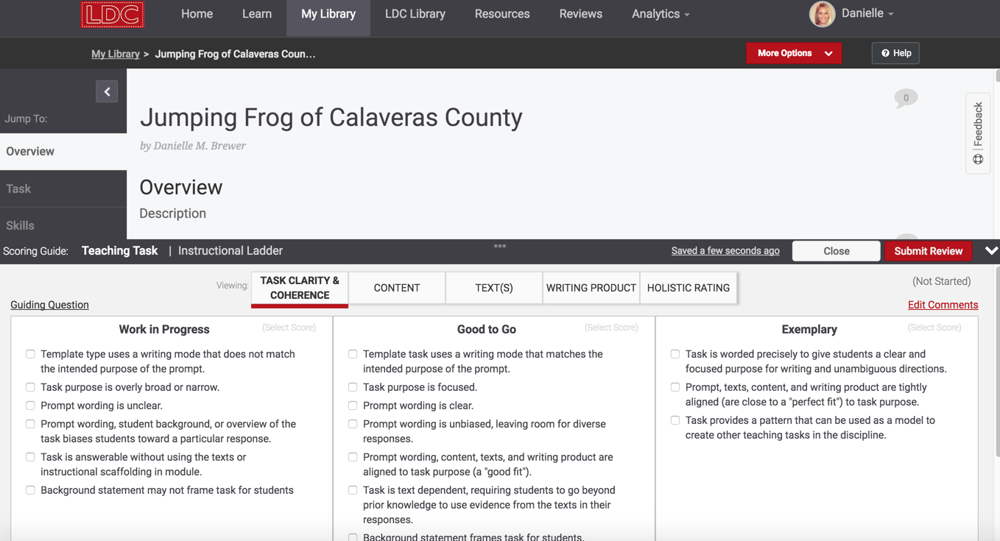 LDC
Home Learn My Library LDC Library Resources Reviews Analytics Danielle
My Library > Jumping Frog of Calaveras Coun...
More Options
Help
Jump To:
Overview
Task
Skills
0
Jumping Frog of Calaveras County
by Danielle M. Brewer
Overview
Description
Feedback
Scoring Guide: Teaching Task | Instructional Ladder
Saved a few seconds ago
Close
Submit Review
Viewing:
TASK CLARITY &
COHERENCE
CONTENT
TEXT(S)
WRITING PRODUCT
HOLISTIC RATING
(Not Started)
Guiding Question
Edit Comments
Work in Progress (Select Score)
Template type uses a writing mode that does not match
the intended purpose of the prompt.
Task purpose is overly broad or narrow.
Prompt wording is unclear.
Prompt wording, student background, or overview of the
task biases students toward a particular response.
Task is answerable without using the texts or
instructional scaffolding in module.
Background statement may not frame task for students
Good to Go (Select Score)
Template task uses a writing mode that matches the
intended purpose of the prompt.
Task purpose is focused.
Prompt wording is clear.
Prompt wording is unbiased, leaving room for diverse
responses.
Prompt wording, content, texts, and writing product are
aligned to task purpose (a "good fit").
Task is text dependent, requiring students to go beyond
prior knowledge to use evidence from the texts in their
responses.
Background statement frames task for students.
Exemplary (Select Score)
Task is worded precisely to give students a clear and
focused purpose for writing and unambiguous directions.
Prompt, texts, content, and writing product are tightly
aligned (are close to a "perfect fit") to task purpose.
Task provides a pattern that can be used as a model to
create other teaching tasks in the discipline.